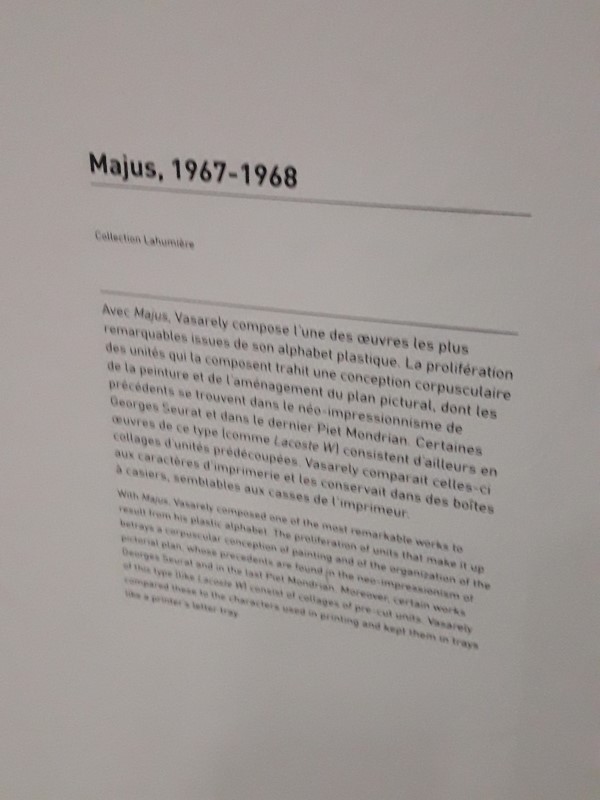 Majus, 1967-1968
Collection Lahumière
Avec Majus, Vasarely compose l'une des œuvres les plus
remarquables issues de son alphabet plastique. La prolifération
des unités qui la composent trahit une conception corpusculaire
de la peinture et de l'aménagement du plan pictural, dont les
précédents se trouvent dans le néo-impressionnisme de
Georges Seurat et dans le dernier Piet Mondrian. Certaines
œuvres de ce type (comme Lacoste W) consistent d'ailleurs en
collages d'unités prédécoupées. Vasarely comparait celles-ci
aux caractères d'imprimerie et les conservait dans des boîtes
à casiers, semblables aux casses de l'imprimeur.
With Majus, Vasarely composed one of the most remarkable works to
result from his plastic alphabet. The proliferation of units that make it up
betrays a corpuscular conception of painting and of the organization of the
pictorial plan, whose precedents are found in the neo-impressionism of
Georges Seurat and in the last Piet Mondrian. Moreover, certain works
of this type (like Lacoste W) consist of collages of pre-cut units. Vasarely
compared these to the characters used in printing and kept them in trays
like a printer's latter tray.